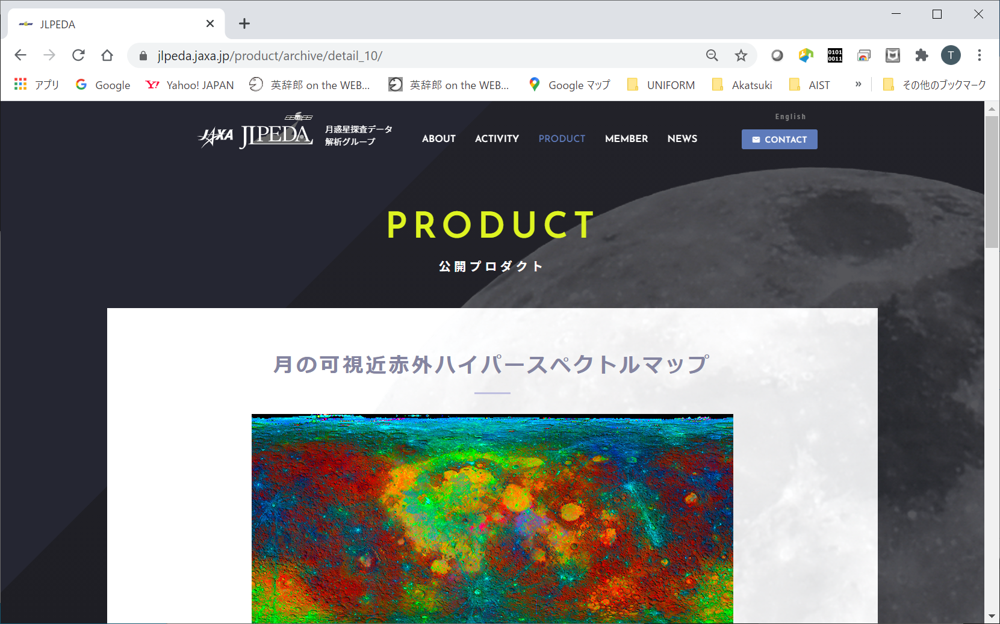 JLPEDA
jlpeda.jaxa.jp/product/archive/detail_10/
0101
0011
T
アプリ
Google
Yahoo! JAPAN
英辞郎 on the WEB...
英辞郎 on the WEB...
Google マップ
UNIFORM
Akatsuki
AIST
»
その他のブックマーク
English
JAXA
JLPEDA
月惑星探査データ
解析グループ
ABOUT
ACTIVITY
PRODUCT
MEMBER
NEWS
CONTACT
PRODUCT
公開プロダクト
月の可視近赤外ハイパースペクトルマップ